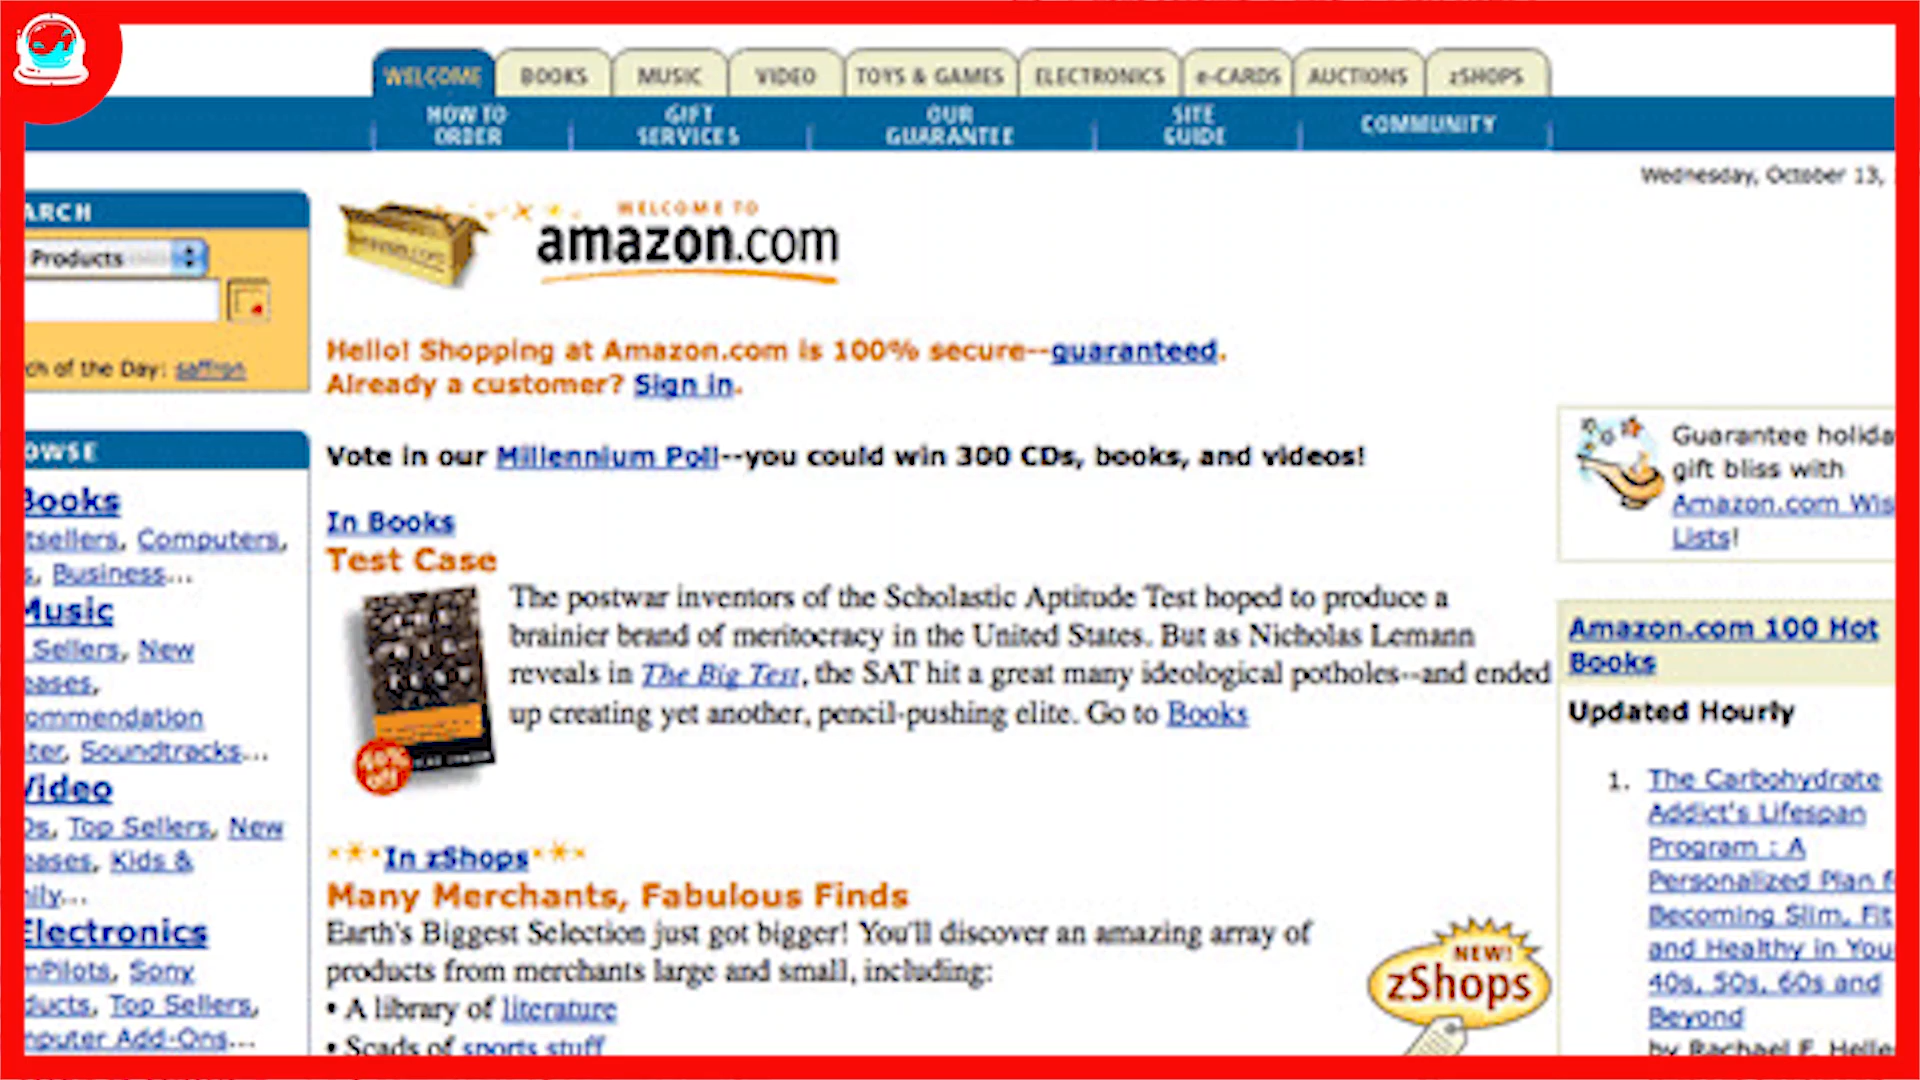 WELCOME
BOOKS
MUSIC
VIDEO
TOYS & GAMES
ELECTRONICS
e-CARDS
AUCTIONS
zSHOPS
HOW TO
ORDER
GIFT
SERVICES
OUR
GUARANTEE
SITE
GUIDE
COMMUNITY
Wednesday, October 13,
ARCH
Products
ch of the Day: saffron
WELCOME TO
amazon.com
Hello! Shopping at Amazon.com is 100% secure--guaranteed.
Already a customer? Sign in.
Vote in our Millennium Poll--you could win 300 CDs, books, and videos!
OWSE
Books
tsellers, Computers,
s, Business...
Music
Sellers, New
eases,
ommendation
ter, Soundtracks...
Video
Ds, Top Sellers, New
eases, Kids &
ily...
Electronics
mPilots, Sony
ducts, Top Sellers,
mputer Add-Ons...
In Books
Test Case
The postwar inventors of the Scholastic Aptitude Test hoped to produce a
brainier brand of meritocracy in the United States. But as Nicholas Lemann
reveals in The Big Test, the SAT hit a great many ideological potholes--and ended
up creating yet another, pencil-pushing elite. Go to Books
40%
off
In zShops
Many Merchants, Fabulous Finds
Earth's Biggest Selection just got bigger! You'll discover an amazing array of
products from merchants large and small, including:
• A library of literature
• Scads of sports stuff
NEW!
zShops
Guarantee holida
gift bliss with
Amazon.com Wis
Lists!
Amazon.com 100 Hot
Books
Updated Hourly
1. The Carbohydrate
Addict's Lifespan
Program : A
Personalized Plan f
Becoming Slim, Fit
and Healthy in You
40s, 50s, 60s and
Beyond
by Rachael F. Helle